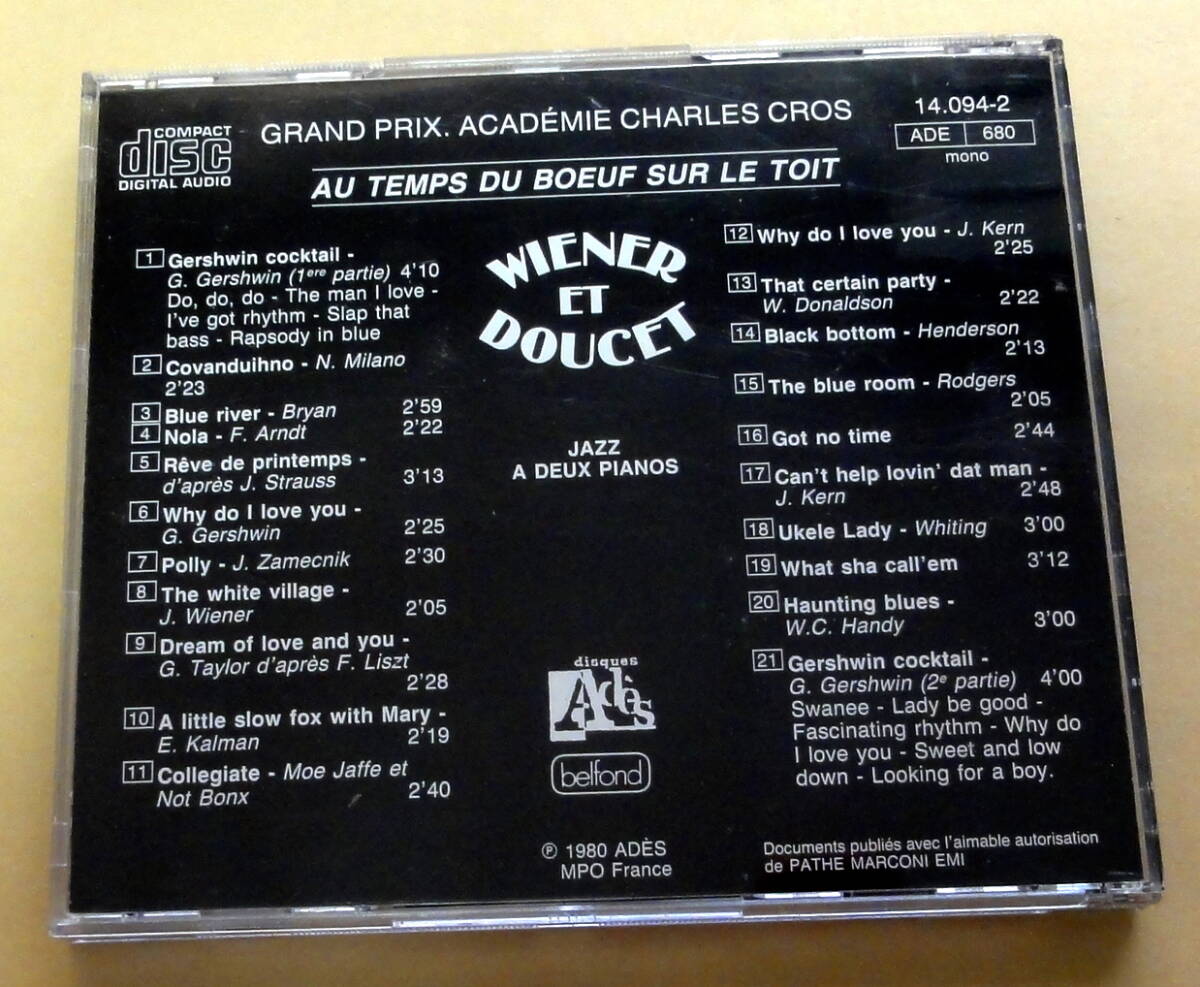 COMPACT
disc
DIGITAL AUDIO
GRAND PRIX. ACADÉMIE CHARLES CROS
14.094-2
ADE 680
mono
AU TEMPS DU BOEUF SUR LE TOIT
WIENER
ET
DOUCET
JAZZ
A DEUX PIANOS
1 Gershwin cocktail -
G. Gershwin (1ere partie) 4'10
Do, do, do - The man I love -
I've got rhythm - Slap that
bass - Rapsody in blue
2 Covanduihno - N. Milano
2'23
3 Blue river - Bryan 2'59
4 Nola - F. Arndt 2'22
5 Rêve de printemps -
d'après J. Strauss 3'13
6 Why do I love you -
G. Gershwin 2'25
7 Polly - J. Zamecnik 2'30
8 The white village -
J. Wiener 2'05
9 Dream of love and you -
G. Taylor d'après F. Liszt
2'28
10 A little slow fox with Mary -
E. Kalman 2'19
11 Collegiate - Moe Jaffe et
Not Bonx 2'40
12 Why do I love you - J. Kern
2'25
13 That certain party -
W. Donaldson 2'22
14 Black bottom - Henderson
2'13
15 The blue room - Rodgers
2'05
16 Got no time 2'44
17 Can't help lovin' dat man -
J. Kern 2'48
18 Ukele Lady - Whiting 3'00
19 What sha call'em 3'12
20 Haunting blues -
W.C. Handy 3'00
21 Gershwin cocktail -
G. Gershwin (2e partie) 4'00
Swanee - Lady be good -
Fascinating rhythm - Why do
I love you - Sweet and low
down - Looking for a boy.
disques
Adès
belfond
℗ 1980 ADÈS
MPO France
Documents publiés avec l'aimable autorisation
de PATHE MARCONI EMI